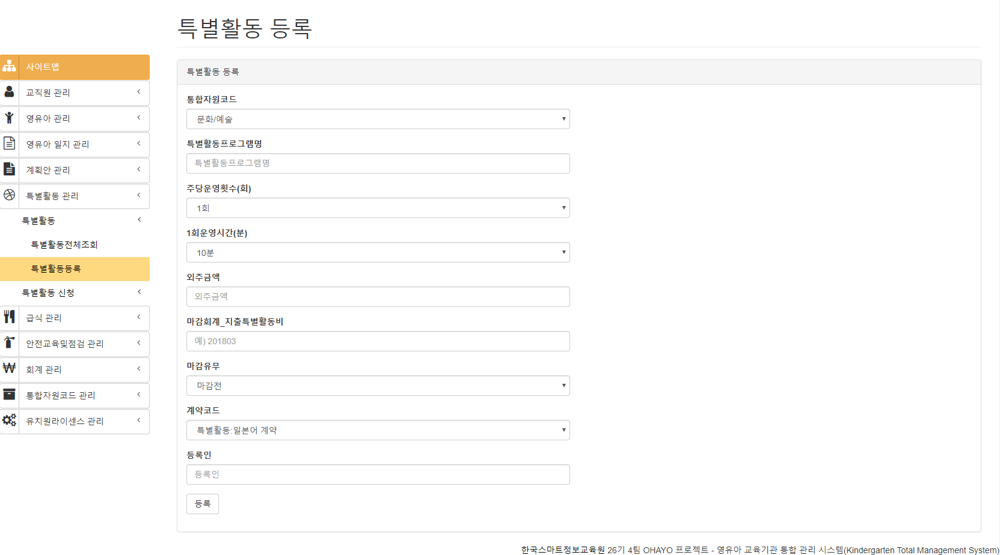 특별활동 등록
사이트맵
교직원 관리
영유아 관리
영유아 일지 관리
계획안 관리
특별활동 관리
특별활동
특별활동전체조회
특별활동등록
특별활동 신청
급식 관리
안전교육및점검 관리
회계 관리
통합자원코드 관리
유치원라이센스 관리
특별활동 등록
통합자원코드
문화/예술
특별활동프로그램명
특별활동프로그램명
주당운영횟수(회)
1회
1회운영시간(분)
10분
외주금액
외주금액
마감회계_지출특별활동비
예) 201803
마감유무
마감전
계약코드
특별활동:일본어 계약
등록인
등록인
등록
한국스마트정보교육원 26기 4팀 OHAYO 프로젝트 - 영유아 교육기관 통합 관리 시스템(Kindergarten Total Management System)